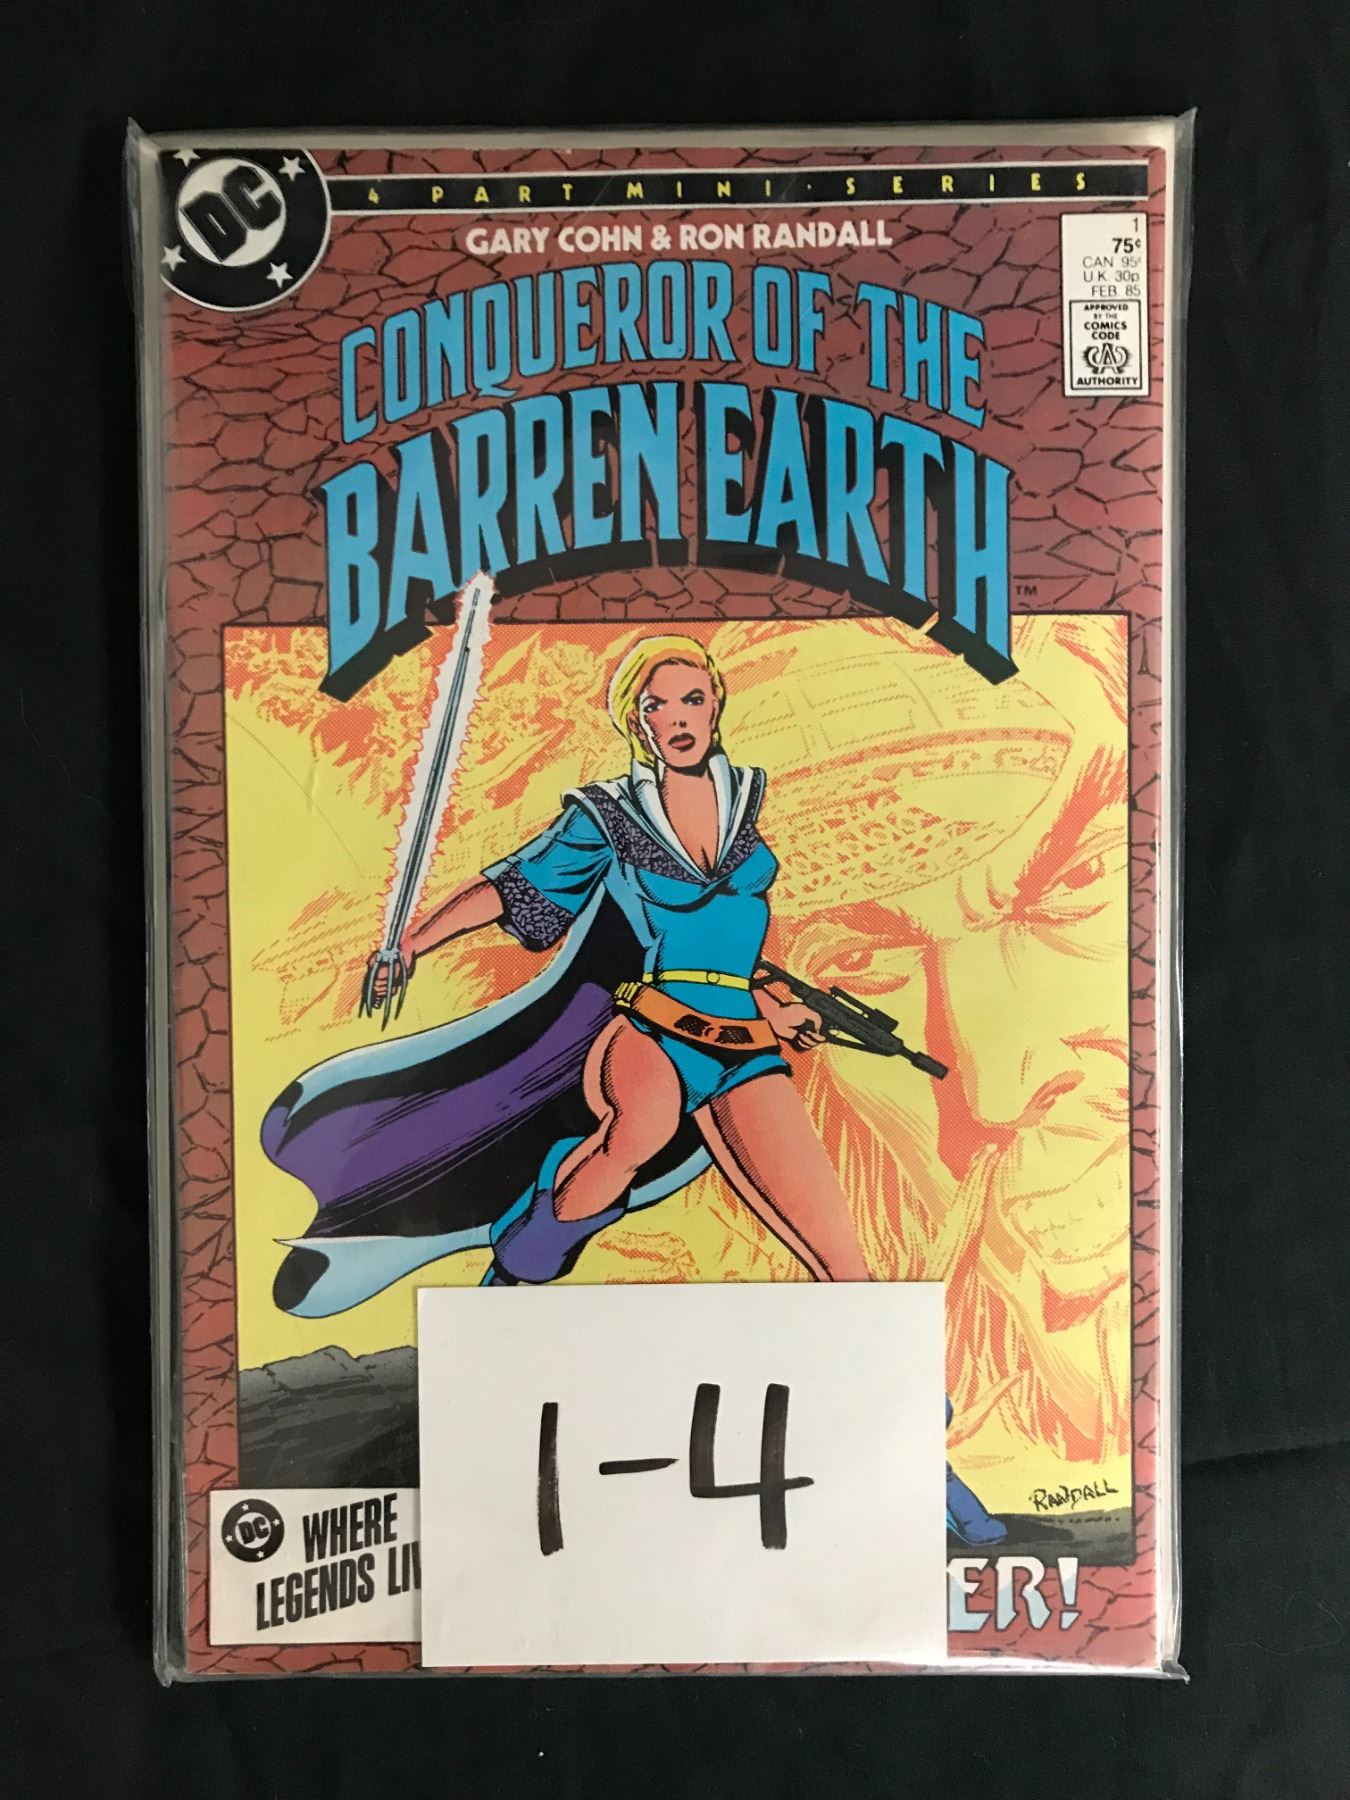 DC
4 PART MINI-SERIES
GARY COHN & RON RANDALL
1
75¢
CAN 95¢
U.K. 30p
FEB 85
APPROVED
BY THE
COMICS
CODE
CA
AUTHORITY
CONQUEROR OF THE
BARREN EARTH
TM
RANDALL
DC
WHERE
LEGENDS LIV
ER!
1-4